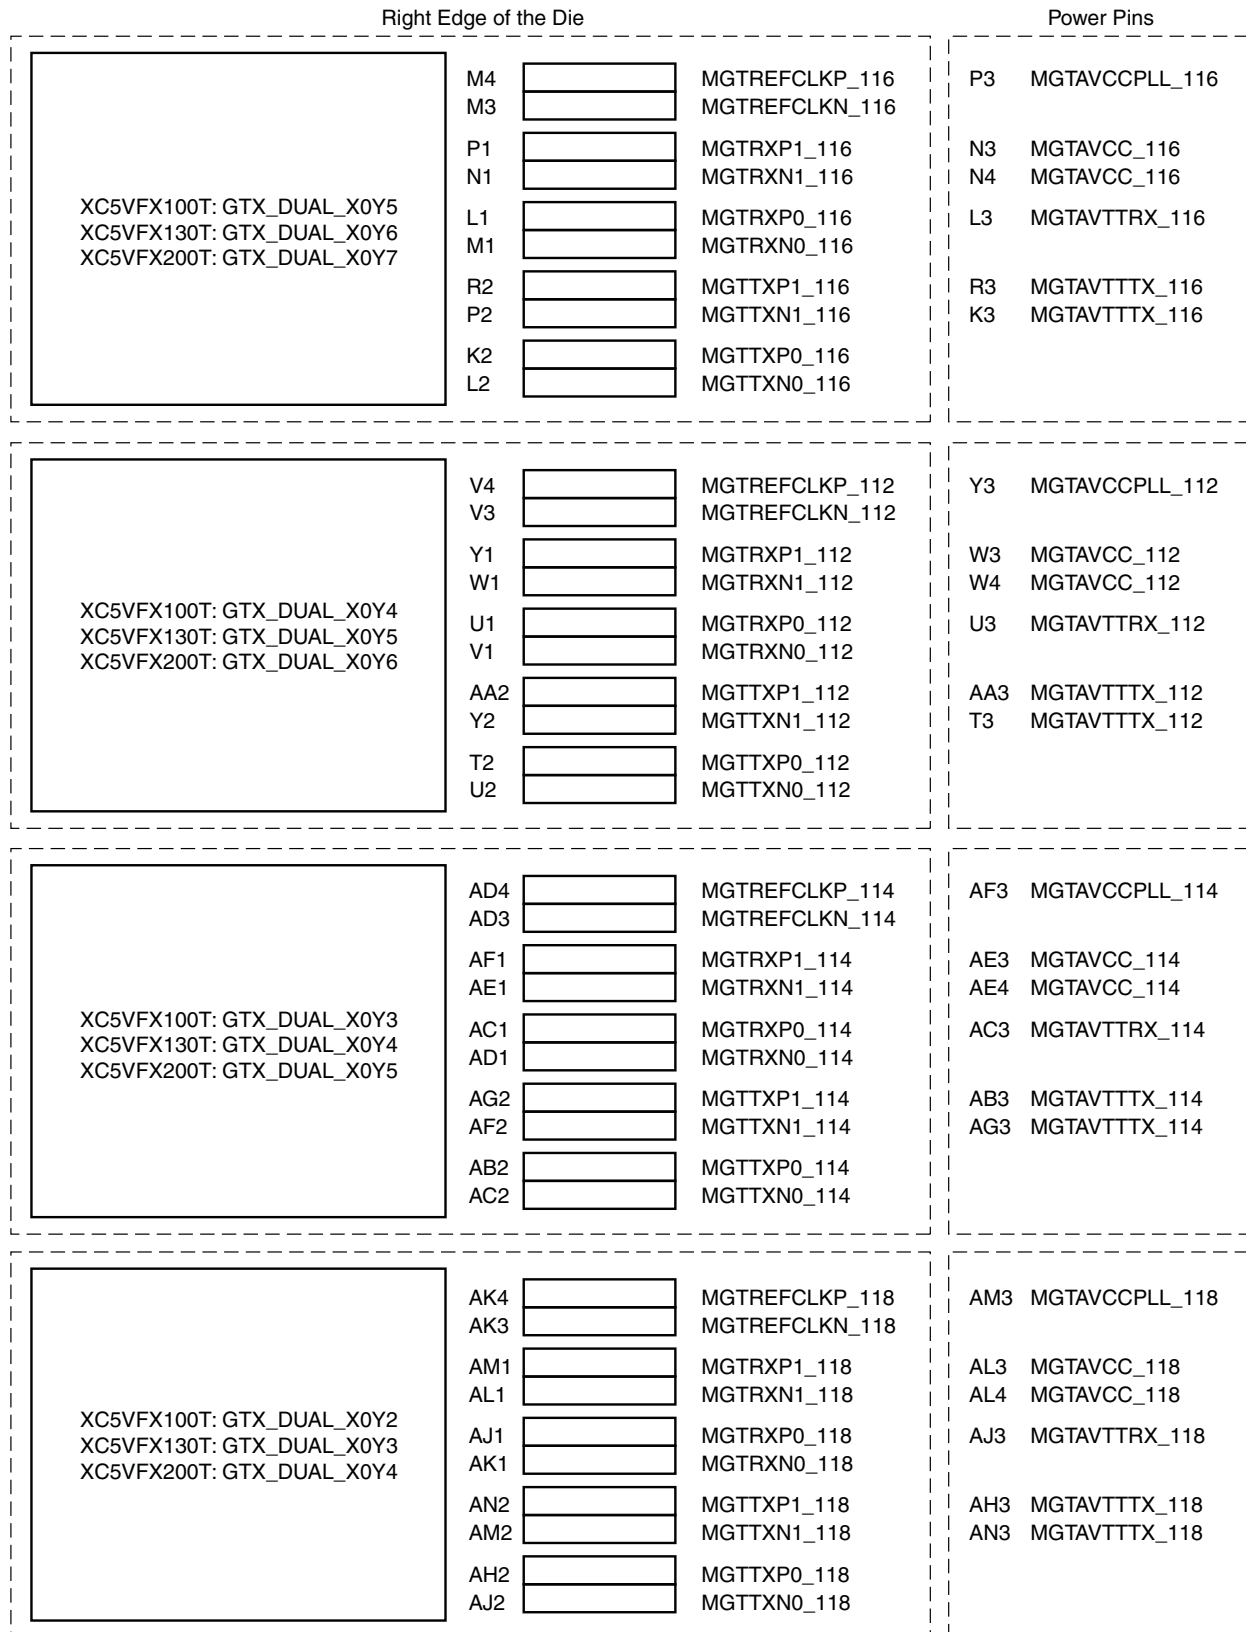 Right Edge of the Die Power Pins
M4 MGTREFCLKP_116 P3 MGTAVCCPLL_116
M3 MGTREFCLKN_116
P1 MGTRXP1_116 N3 MGTAVCC_116
N1 MGTRXN1_116 N4 MGTAVCC_116
XC5VFX100T: GTX_DUAL_X0Y5
XC5VFX130T: GTX_DUAL_X0Y6
XC5VFX200T: GTX_DUAL_X0Y7
L1 MGTRXP0_116 L3 MGTAVTTRX_116
M1 MGTRXN0_116
R2 MGTTXP1_116 R3 MGTAVTTTX_116
P2 MGTTXN1_116 K3 MGTAVTTTX_116
K2 MGTTXP0_116
L2 MGTTXN0_116
V4 MGTREFCLKP_112 Y3 MGTAVCCPLL_112
V3 MGTREFCLKN_112
Y1 MGTRXP1_112 W3 MGTAVCC_112
W1 MGTRXN1_112 W4 MGTAVCC_112
XC5VFX100T: GTX_DUAL_X0Y4
XC5VFX130T: GTX_DUAL_X0Y5
XC5VFX200T: GTX_DUAL_X0Y6
U1 MGTRXP0_112 U3 MGTAVTTRX_112
V1 MGTRXN0_112
AA2 MGTTXP1_112 AA3 MGTAVTTTX_112
Y2 MGTTXN1_112 T3 MGTAVTTTX_112
T2 MGTTXP0_112
U2 MGTTXN0_112
AD4 MGTREFCLKP_114 AF3 MGTAVCCPLL_114
AD3 MGTREFCLKN_114
AF1 MGTRXP1_114 AE3 MGTAVCC_114
AE1 MGTRXN1_114 AE4 MGTAVCC_114
XC5VFX100T: GTX_DUAL_X0Y3
XC5VFX130T: GTX_DUAL_X0Y4
XC5VFX200T: GTX_DUAL_X0Y5
AC1 MGTRXP0_114 AC3 MGTAVTTRX_114
AD1 MGTRXN0_114
AG2 MGTTXP1_114 AB3 MGTAVTTTX_114
AF2 MGTTXN1_114 AG3 MGTAVTTTX_114
AB2 MGTTXP0_114
AC2 MGTTXN0_114
AK4 MGTREFCLKP_118 AM3 MGTAVCCPLL_118
AK3 MGTREFCLKN_118
AM1 MGTRXP1_118 AL3 MGTAVCC_118
AL1 MGTRXN1_118 AL4 MGTAVCC_118
XC5VFX100T: GTX_DUAL_X0Y2
XC5VFX130T: GTX_DUAL_X0Y3
XC5VFX200T: GTX_DUAL_X0Y4
AJ1 MGTRXP0_118 AJ3 MGTAVTTRX_118
AK1 MGTRXN0_118
AN2 MGTTXP1_118 AH3 MGTAVTTTX_118
AM2 MGTTXN1_118 AN3 MGTAVTTTX_118
AH2 MGTTXP0_118
AJ2 MGTTXN0_118